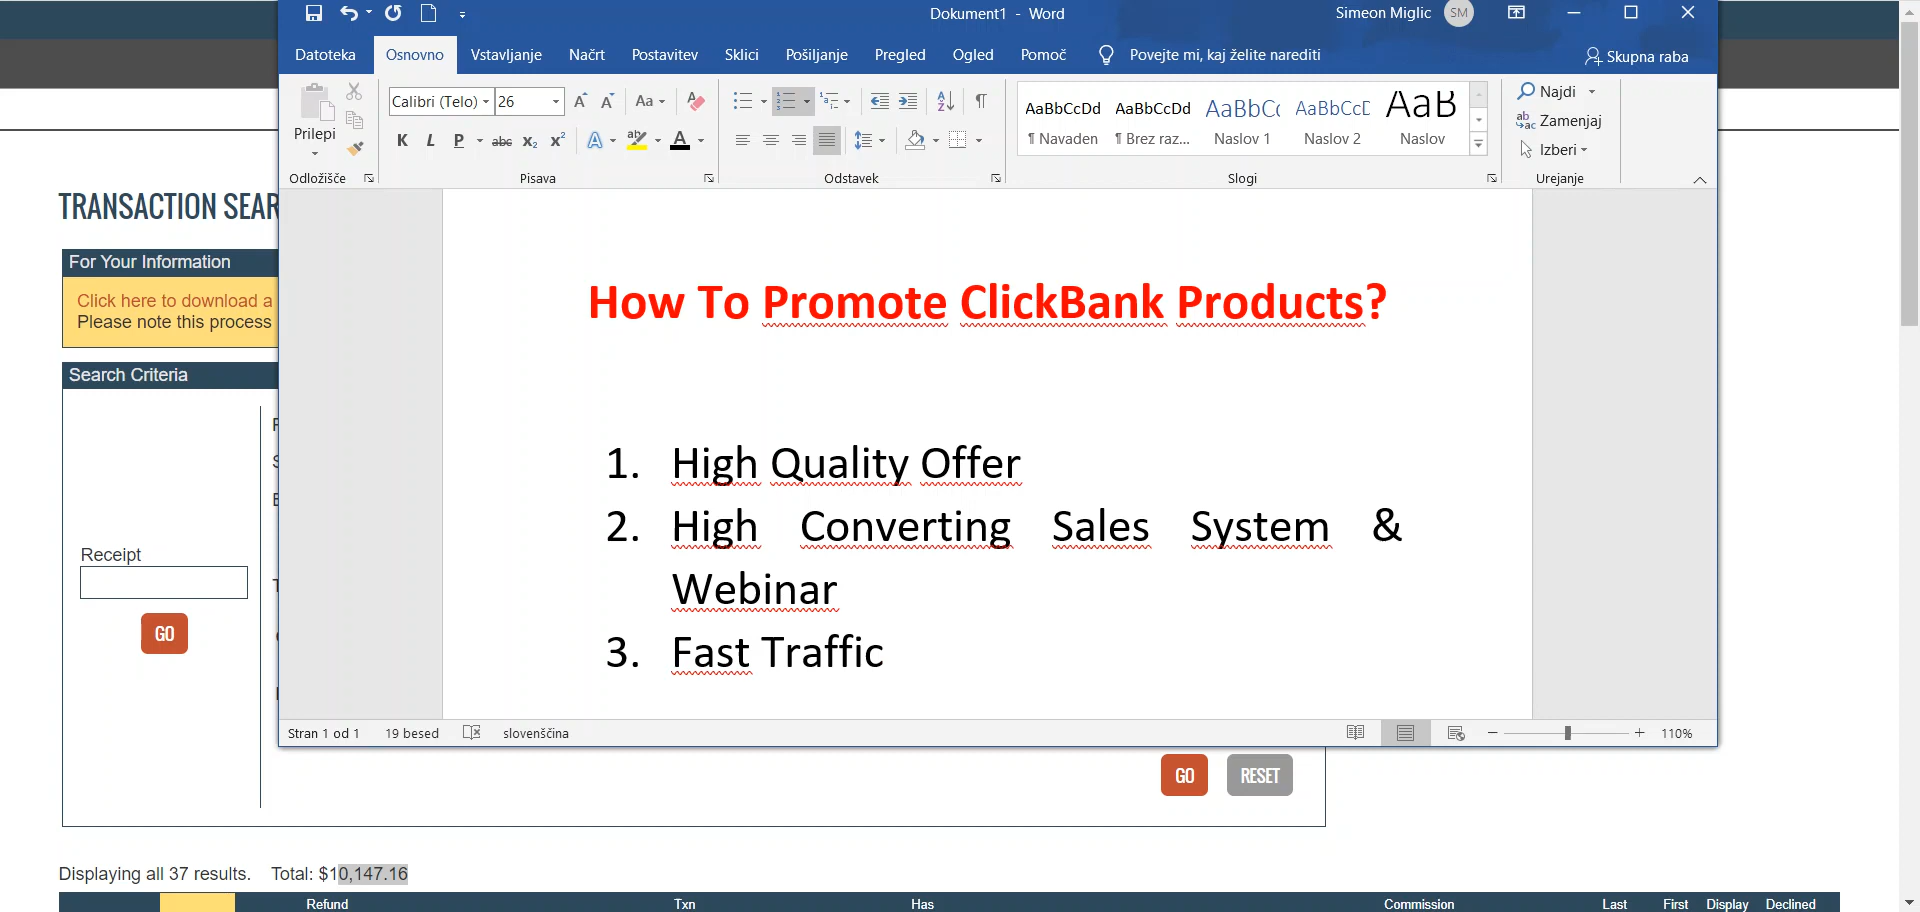 Dokument1 - Word
Simeon Miglic SM
Datoteka Osnovno Vstavljanje Načrt Postavitev Sklici Pošiljanje Pregled Ogled Pomoč Povejte mi, kaj želite narediti Skupna raba
Prilepi
Calibri (Telo) 26
Aa
K L P abc x₂ x²
AaBbCcDd AaBbCcDd AaBbC( AaBbCcE AaB
¶ Navaden ¶ Brez raz... Naslov 1 Naslov 2 Naslov
Najdi
Zamenjaj
Izberi
Odložišče Pisava Odstavek Slogi Urejanje
TRANSACTION SEAR
For Your Information
Click here to download a
Please note this process
Search Criteria
Receipt
GO
How To Promote ClickBank Products?
1. High Quality Offer
2. High Converting Sales System &
Webinar
3. Fast Traffic
Stran 1 od 1 19 besed slovenščina 110%
GO RESET
Displaying all 37 results. Total: $10,147.16
Refund Txn Has Commission Last First Display Declined